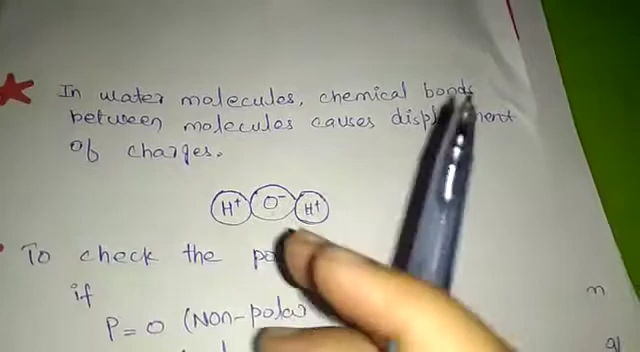 In water molecules, chemical bonds
between molecules causes displacement
of charges.
H+ O- H+
To check the
if
P = 0 (Non-polar
n